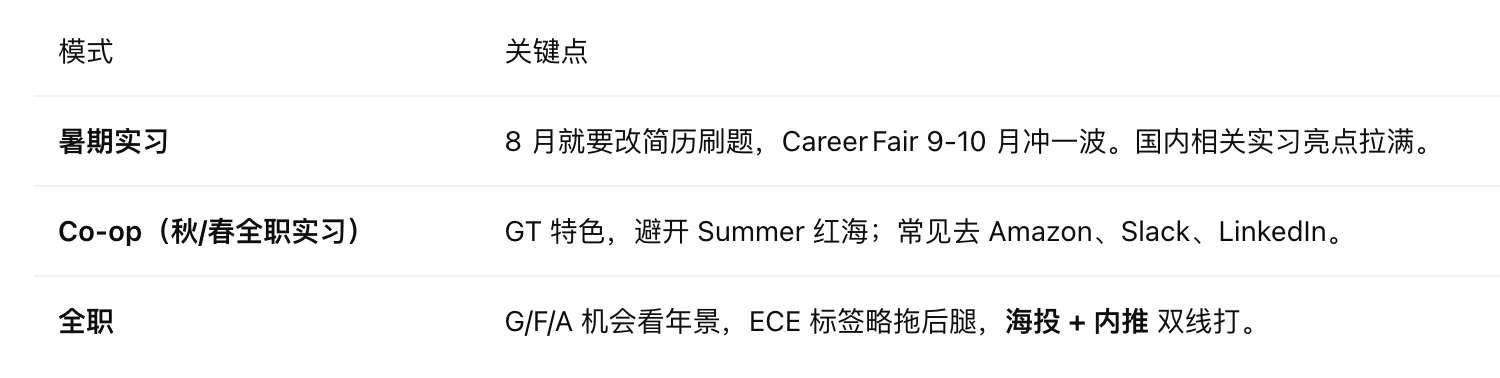 模式 关键点
暑期实习 8 月就要改简历刷题，Career Fair 9-10 月冲一波。国内相关实习亮点拉满。
Co-op（秋/春全职实习） GT 特色，避开 Summer 红海；常见去 Amazon、Slack、LinkedIn。
全职 G/F/A 机会看年景，ECE 标签略拖后腿，海投 + 内推 双线打。